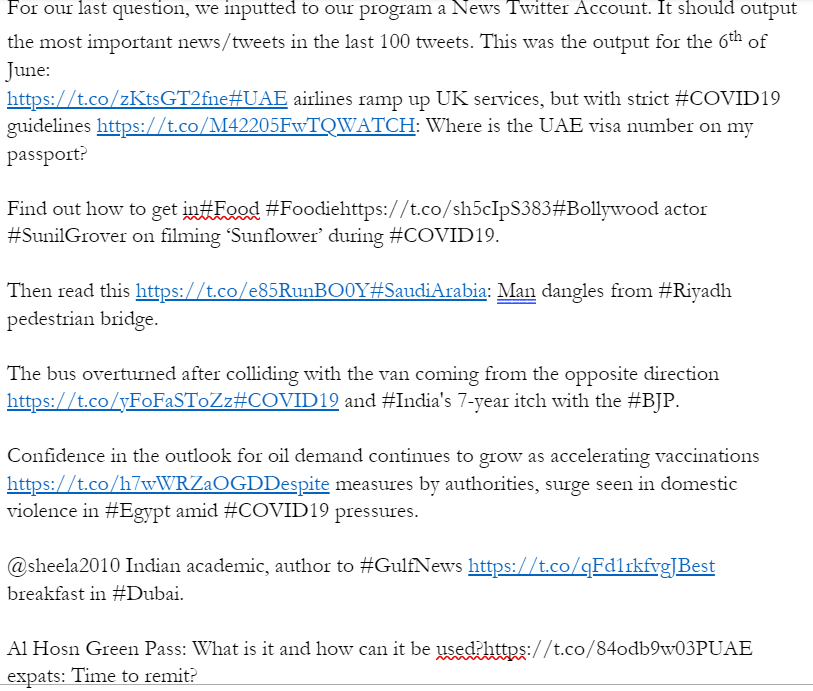 For our last question, we inputted to our program a News Twitter Account. It should output
the most important news/tweets in the last 100 tweets. This was the output for the 6th of
June:
https://t.co/zKtsGT2fne#UAE airlines ramp up UK services, but with strict #COVID19
guidelines https://t.co/M42205FwTQWATCH: Where is the UAE visa number on my
passport?
Find out how to get in#Food #Foodiehttps://t.co/sh5cIpS383#Bollywood actor
#SunilGrover on filming ‘Sunflower’ during #COVID19.
Then read this https://t.co/e85RunBO0Y#SaudiArabia: Man dangles from #Riyadh
pedestrian bridge.
The bus overturned after colliding with the van coming from the opposite direction
https://t.co/yFoFaSToZz#COVID19 and #India's 7-year itch with the #BJP.
Confidence in the outlook for oil demand continues to grow as accelerating vaccinations
https://t.co/h7wWRZaOGDDespite measures by authorities, surge seen in domestic
violence in #Egypt amid #COVID19 pressures.
@sheela2010 Indian academic, author to #GulfNews https://t.co/qFd1rkfvgJBest
breakfast in #Dubai.
Al Hosn Green Pass: What is it and how can it be used?https://t.co/84odb9w03PUAE
expats: Time to remit?